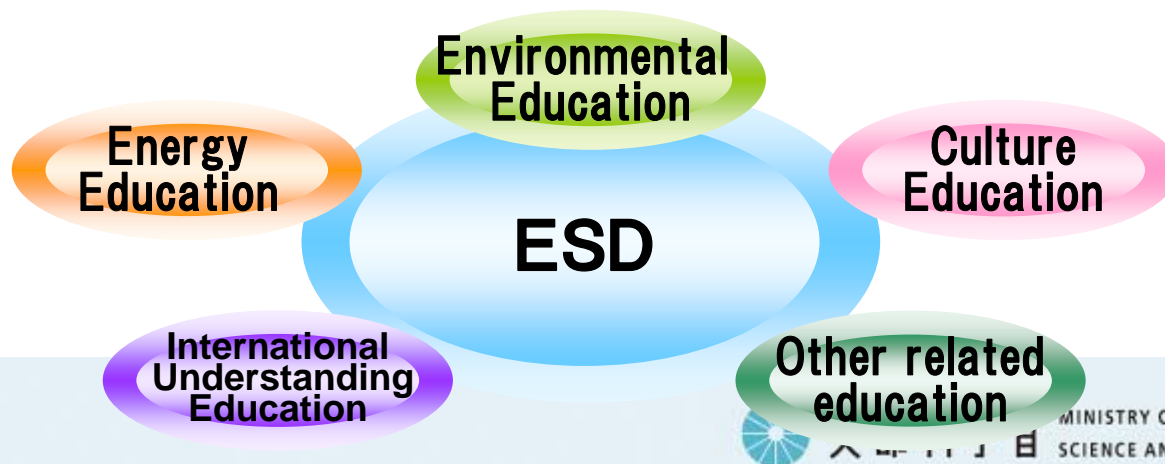 Environmental
Education
Energy
Education
Culture
Education
ESD
International
Understanding
Education
Other related
education
MINISTRY O
SCIENCE AN